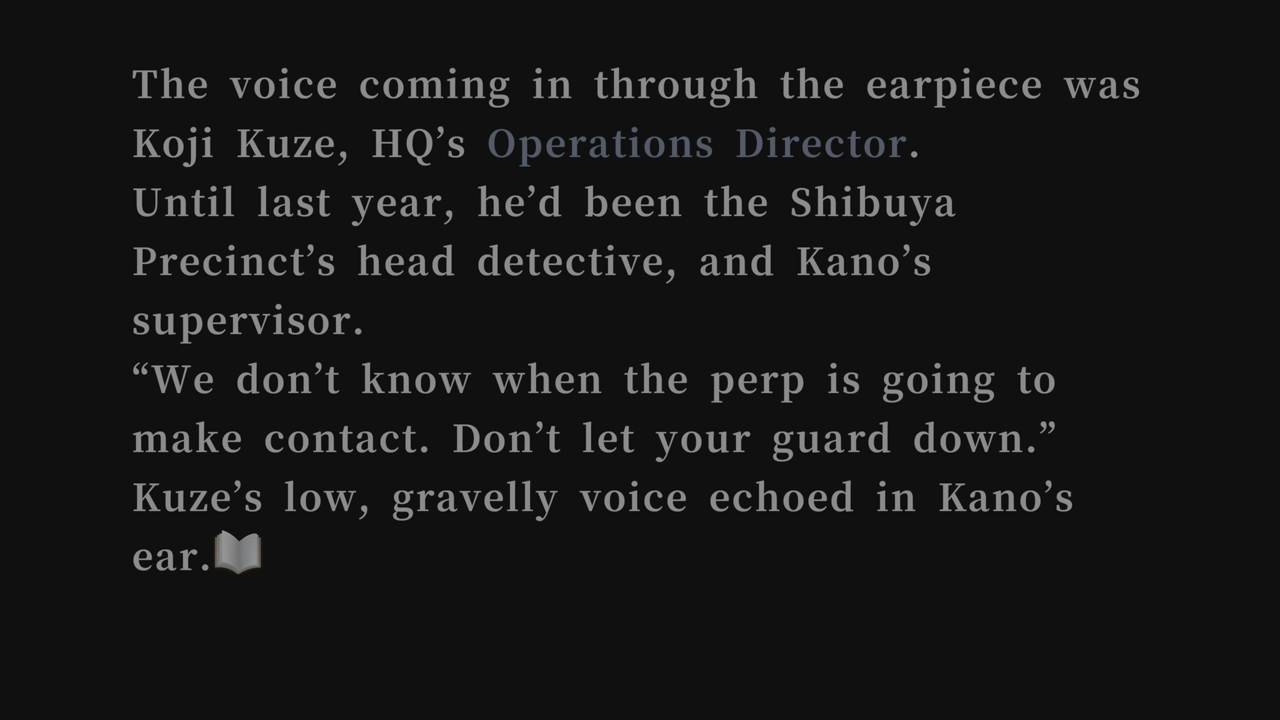 The voice coming in through the earpiece was
Koji Kuze, HQ’s Operations Director.
Until last year, he’d been the Shibuya
Precinct’s head detective, and Kano’s
supervisor.
“We don’t know when the perp is going to
make contact. Don’t let your guard down.”
Kuze’s low, gravelly voice echoed in Kano’s
ear.